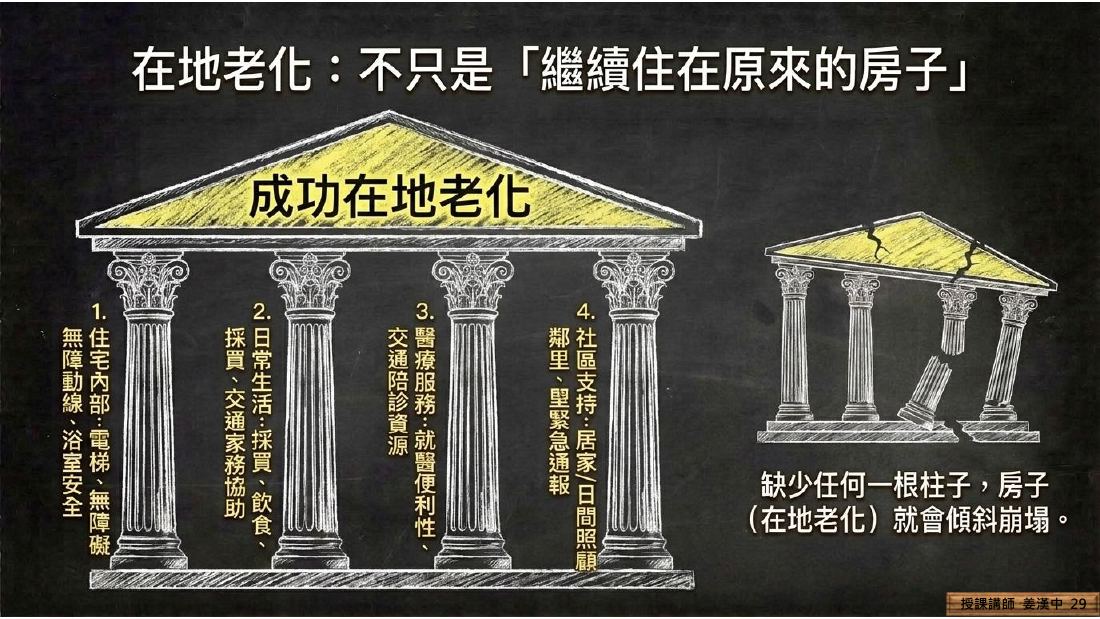 在地老化：不只是「繼續住在原來的房子」
成功在地老化
1. 住宅內部：電梯、無障礙
無障動線、浴室安全
2. 日常生活：採買、飲食、
採買、交通家務協助
3. 醫療服務：就醫便利性、
交通陪診資源
4. 社區支持：居家/日間照顧
鄰里、緊急通報
缺少任何一根柱子，房子
（在地老化）就會傾斜崩塌。
授課講師 姜漢中 29